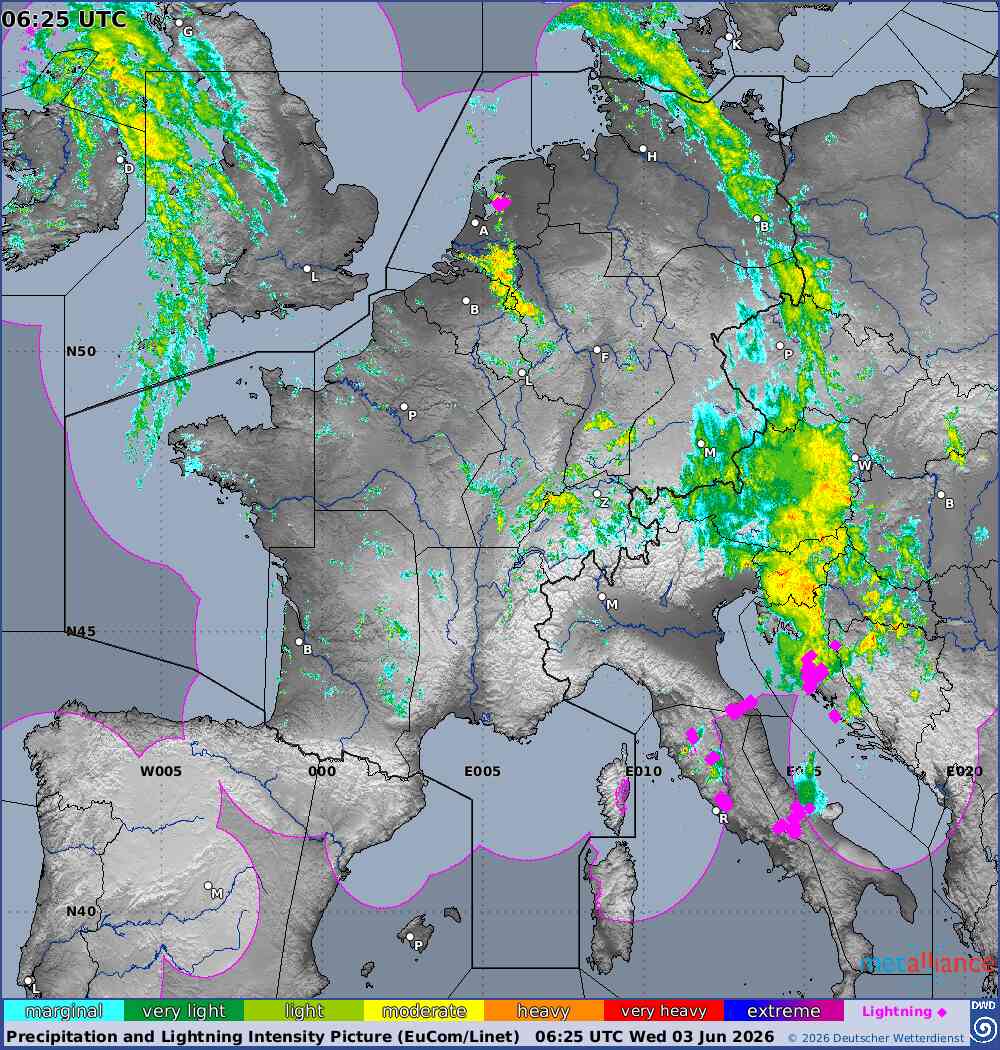 06:25 UTC
G
K
D
H
A
B
L
B
N50
F
P
P
L
M
W
B
Z
M
N45
B
W005
000
E005
E010
E015
E020
R
M
N40
P
L
metalliance
marginal
very light
light
moderate
heavy
very heavy
extreme
Lightning ◆
DWD
Precipitation and Lightning Intensity Picture (EuCom/Linet) 06:25 UTC Wed 03 Jun 2026 © 2026 Deutscher Wetterdienst